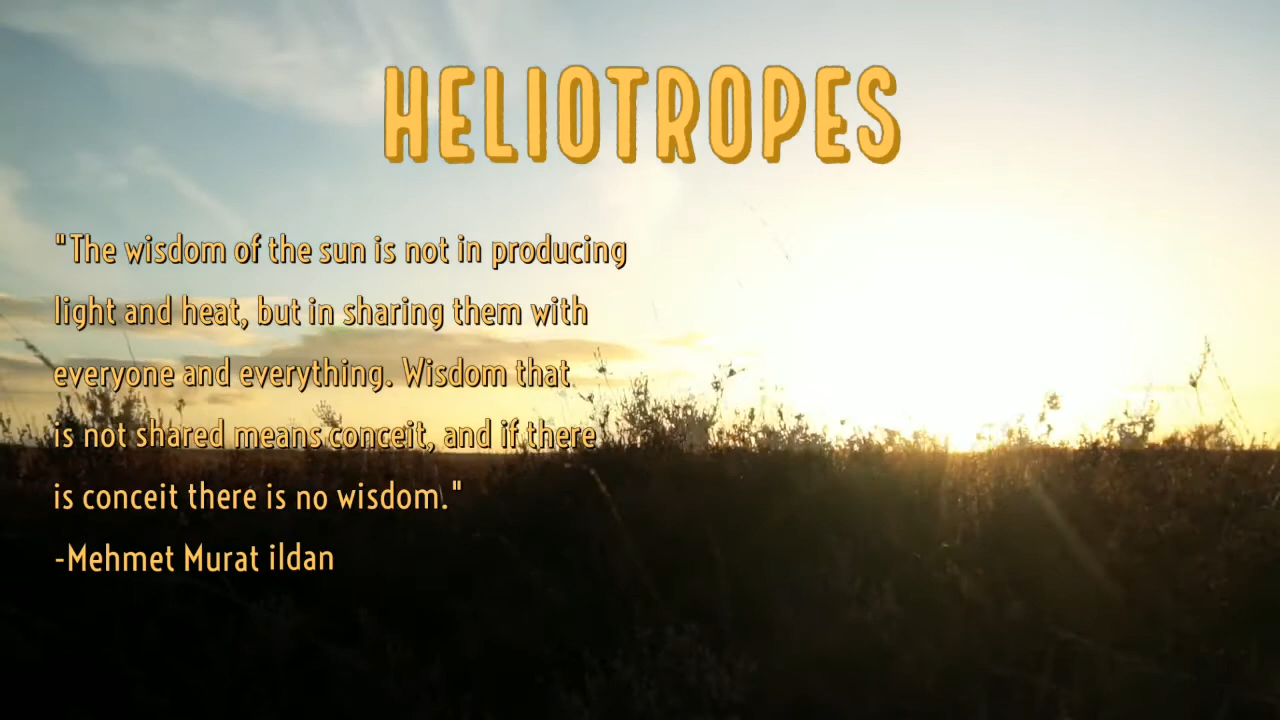 HELIOTROPES
"The wisdom of the sun is not in producing
light and heat, but in sharing them with
everyone and everything. Wisdom that
is not shared means conceit, and if there
is conceit there is no wisdom."
-Mehmet Murat ildan